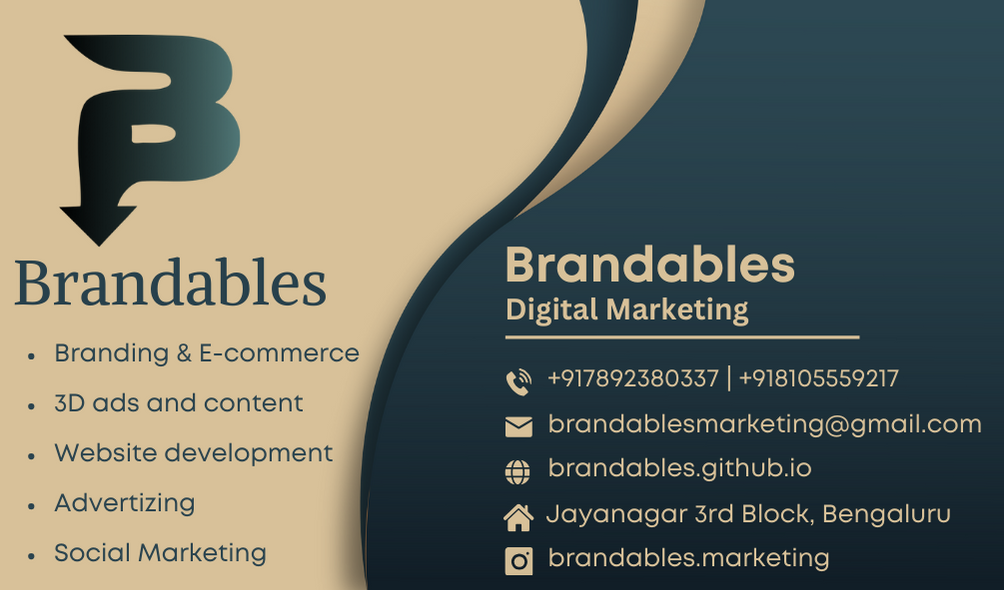 Brandables
• Branding & E-commerce
• 3D ads and content
• Website development
• Advertizing
• Social Marketing
Brandables
Digital Marketing
+917892380337 | +918105559217
brandablesmarketing@gmail.com
brandables.github.io
Jayanagar 3rd Block, Bengaluru
brandables.marketing